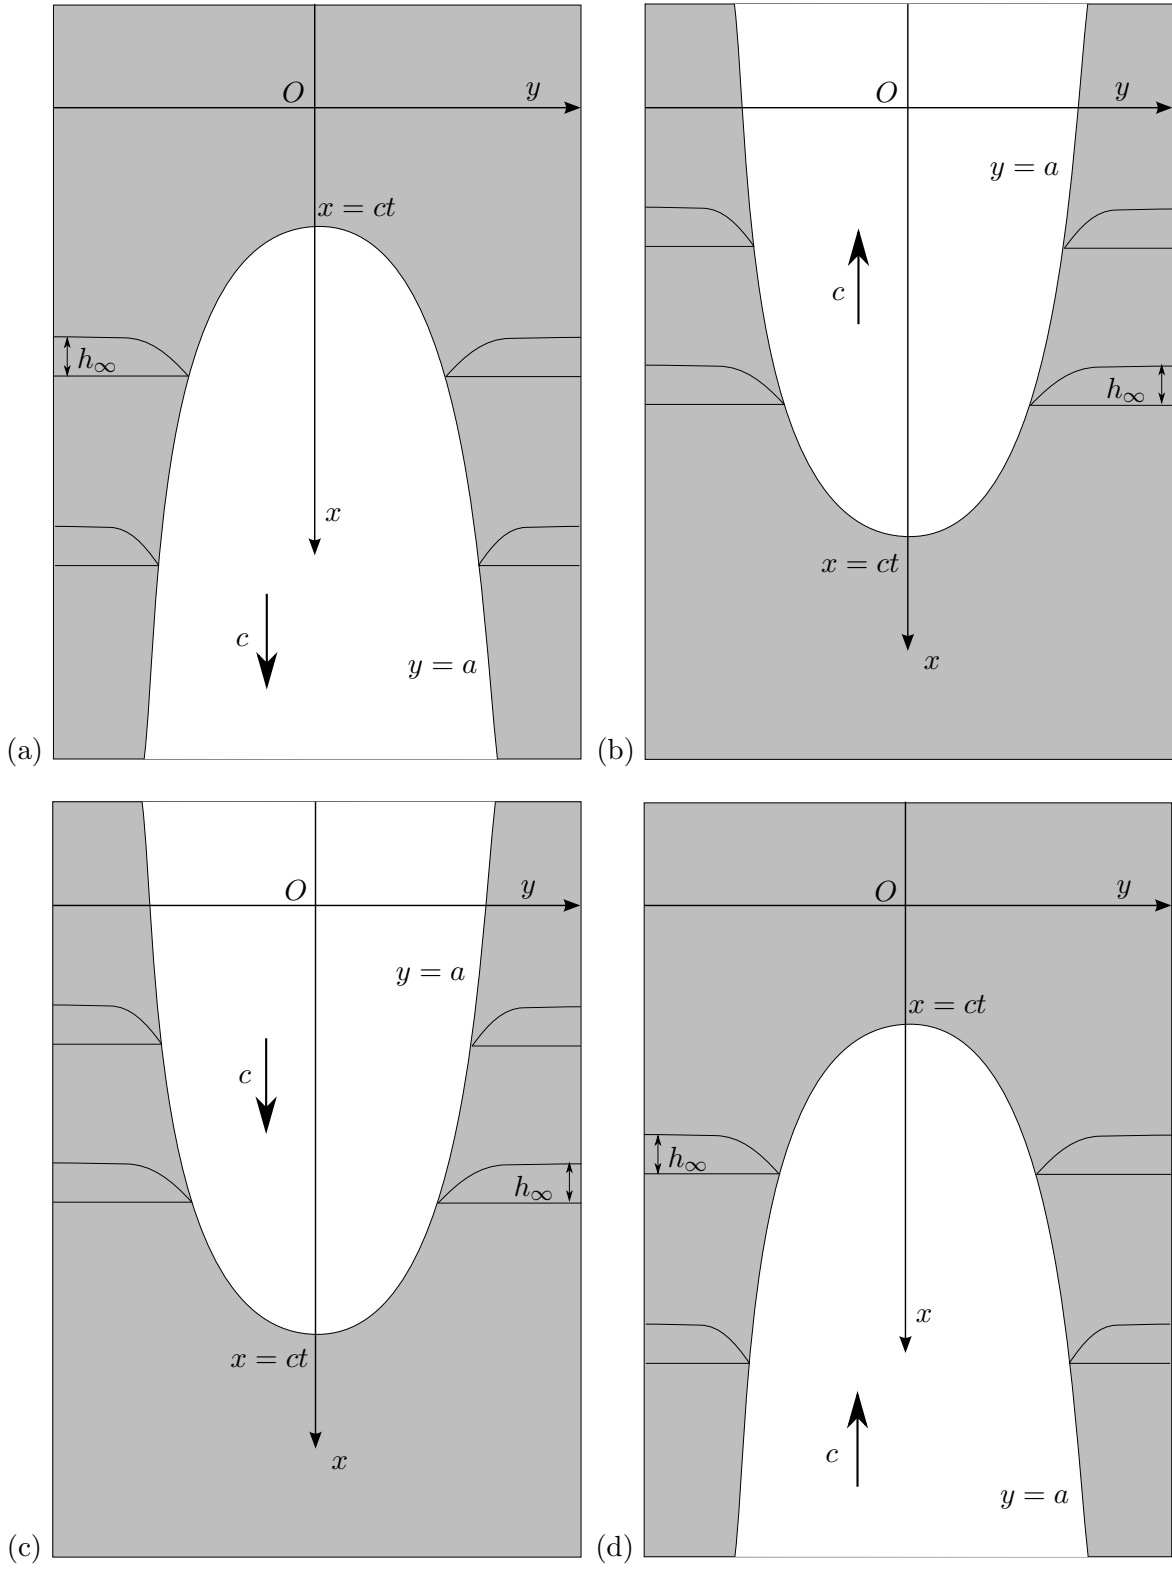 O y
x = ct
h∞
x
c
y = a
(a)
O y
y = a
c
h∞
x = ct
x
(b)
O y
y = a
c
h∞
x = ct
x
(c)
O y
x = ct
h∞
x
c
y = a
(d)